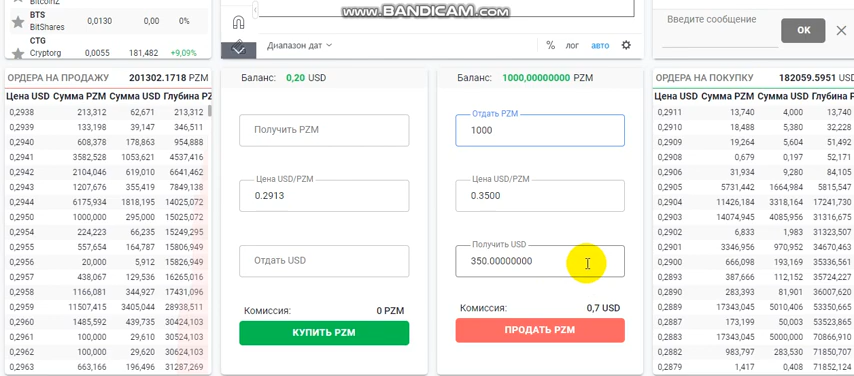 BitcoinZ
BTS
BitShares
0,0130 0,00 0%
CTG
Cryptorg
0,0055 181,482 +9,09%
www.BANDICAM.com
Диапазон дат
% лог авто
Введите сообщение
OK
ОРДЕРА НА ПРОДАЖУ 201302.1718 PZM
Цена USD Сумма PZM Сумма USD Глубина PZ
0,2938 213,312 62,671 213,312
0,2939 133,198 39,147 346,511
0,2940 608,378 178,863 954,888
0,2941 3582,528 1053,621 4537,416
0,2942 2104,046 619,010 6641,462
0,2943 1207,676 355,419 7849,138
0,2944 6175,934 1818,195 14025,072
0,2950 1000,000 295,000 15025,072
0,2954 224,223 66,235 15249,295
0,2955 557,654 164,787 15806,949
0,2956 20,000 5,912 15826,949
0,2957 438,067 129,536 16265,016
0,2958 1166,081 344,927 17431,096
0,2959 11507,415 3405,044 28938,511
0,2960 1485,592 439,735 30424,103
0,2961 100,000 29,610 30524,103
0,2962 100,000 29,620 30624,103
0,2963 663,166 196,496 31287,269
Баланс: 0,20 USD
Получить PZM
Цена USD/PZM
0.2913
Отдать USD
Комиссия: 0 PZM
КУПИТЬ PZM
Баланс: 1000,00000000 PZM
Отдать PZM
1000
Цена USD/PZM
0.3500
Получить USD
350.00000000
Комиссия: 0,7 USD
ПРОДАТЬ PZM
ОРДЕРА НА ПОКУПКУ 182059.5951 USD
Цена USD Сумма PZM Сумма USD Глубина PZ
0,2911 13,740 4,000 13,740
0,2910 18,488 5,380 32,228
0,2909 19,264 5,604 51,492
0,2908 0,679 0,197 52,171
0,2906 31,934 9,280 84,105
0,2905 5731,442 1664,984 5815,547
0,2904 11426,184 3318,164 17241,730
0,2903 14074,945 4085,956 31316,675
0,2902 6,833 1,983 31323,507
0,2901 3346,956 970,952 34670,463
0,2900 666,098 193,169 35336,561
0,2893 387,666 112,152 35724,227
0,2890 283,393 81,901 36007,620
0,2889 17343,045 5010,406 53350,665
0,2887 173,199 50,003 53523,865
0,2883 17343,045 5000,000 70866,910
0,2882 983,797 283,530 71850,707
0,2879 1,417 0,408 71852,124